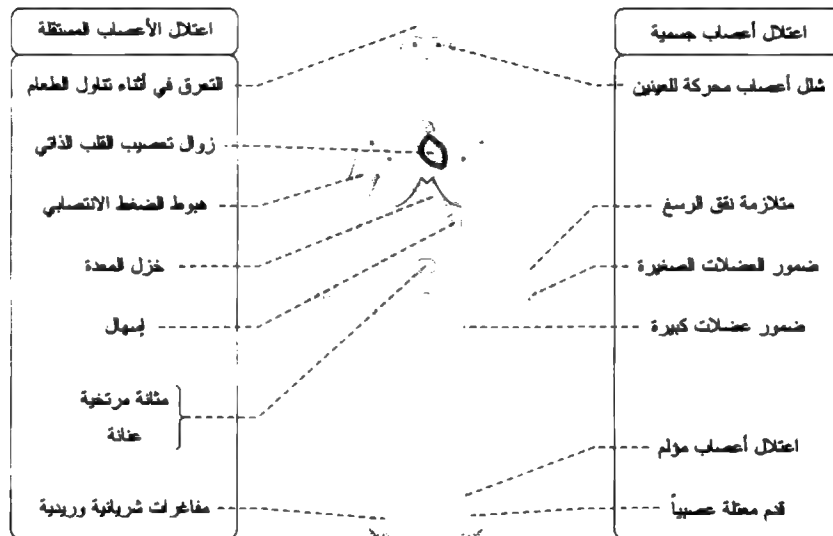 اعتلال أعصاب جسمية
شلل أعصاب محركة للعينين
متلازمة نفق الرسغ
ضمور العضلات الصغيرة
ضمور عضلات كبيرة
اعتلال أعصاب مؤلم
قدم معتلة عصبياً
اعتلال الأعصاب المستقلة
التعرق في أثناء تناول الطعام
زوال تعصيب القلب الذاتي
هبوط الضغط الانتصابي
خزل المعدة
إسهال
مثانة مرتخية
عنانة
مفاغرات شريانية وريدية